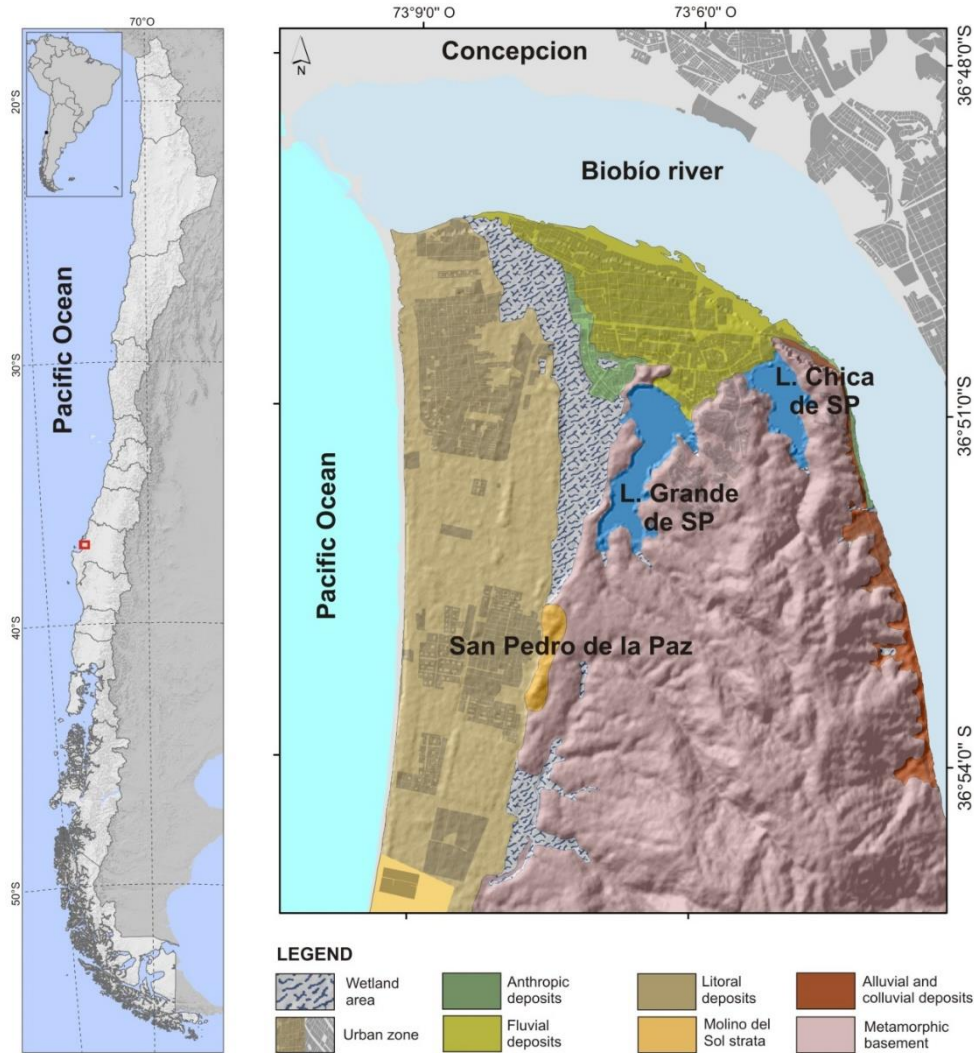 70°O
20°S
30°S
40°S
50°S
Pacific Ocean
73°9'0" O
73°6'0" O
36°48'0"S
36°51'0"S
36°54'0"S
N
Concepcion
Biobío river
Pacific Ocean
L. Chica
de SP
L. Grande
de SP
San Pedro de la Paz
LEGEND
Wetland
area
Anthropic
deposits
Litoral
deposits
Alluvial and
colluvial deposits
Urban zone
Fluvial
deposits
Molino del
Sol strata
Metamorphic
basement